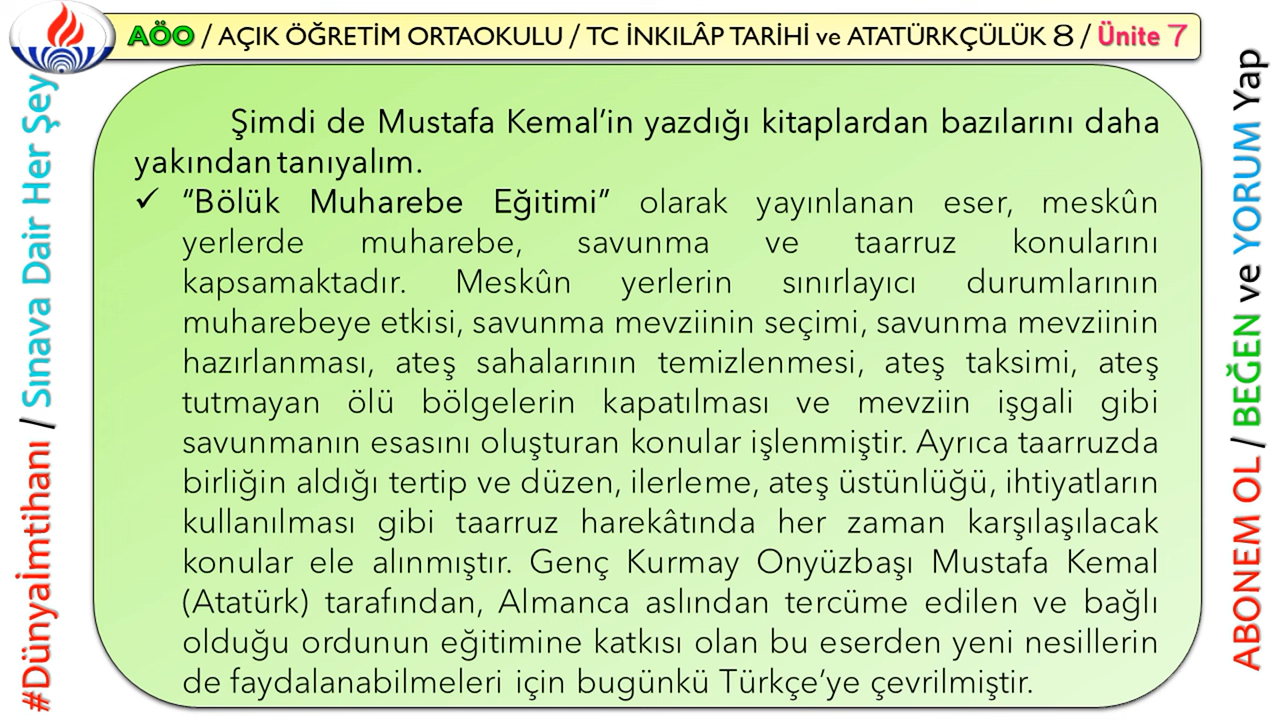 AÖO / AÇIK ÖĞRETİM ORTAOKULU / TC İNKILÂP TARİHİ ve ATATÜRKÇÜLÜK 8 / Ünite 7
#Dünyaİmtihanı / Sınava Dair Her Şey
Şimdi de Mustafa Kemal’in yazdığı kitaplardan bazılarını daha
yakından tanıyalım.
✓ “Bölük Muharebe Eğitimi” olarak yayınlanan eser, meskûn
yerlerde muharebe, savunma ve taarruz konularını
kapsamaktadır. Meskûn yerlerin sınırlayıcı durumlarının
muharebeye etkisi, savunma mevziinin seçimi, savunma mevziinin
hazırlanması, ateş sahalarının temizlenmesi, ateş taksimi, ateş
tutmayan ölü bölgelerin kapatılması ve mevziin işgali gibi
savunmanın esasını oluşturan konular işlenmiştir. Ayrıca taarruzda
birliğin aldığı tertip ve düzen, ilerleme, ateş üstünlüğü, ihtiyatların
kullanılması gibi taarruz harekâtında her zaman karşılaşılacak
konular ele alınmıştır. Genç Kurmay Onyüzbaşı Mustafa Kemal
(Atatürk) tarafından, Almanca aslından tercüme edilen ve bağlı
olduğu ordunun eğitimine katkısı olan bu eserden yeni nesillerin
de faydalanabilmeleri için bugünkü Türkçe’ye çevrilmiştir.
ABONEM OL / BEĞEN ve YORUM Yap